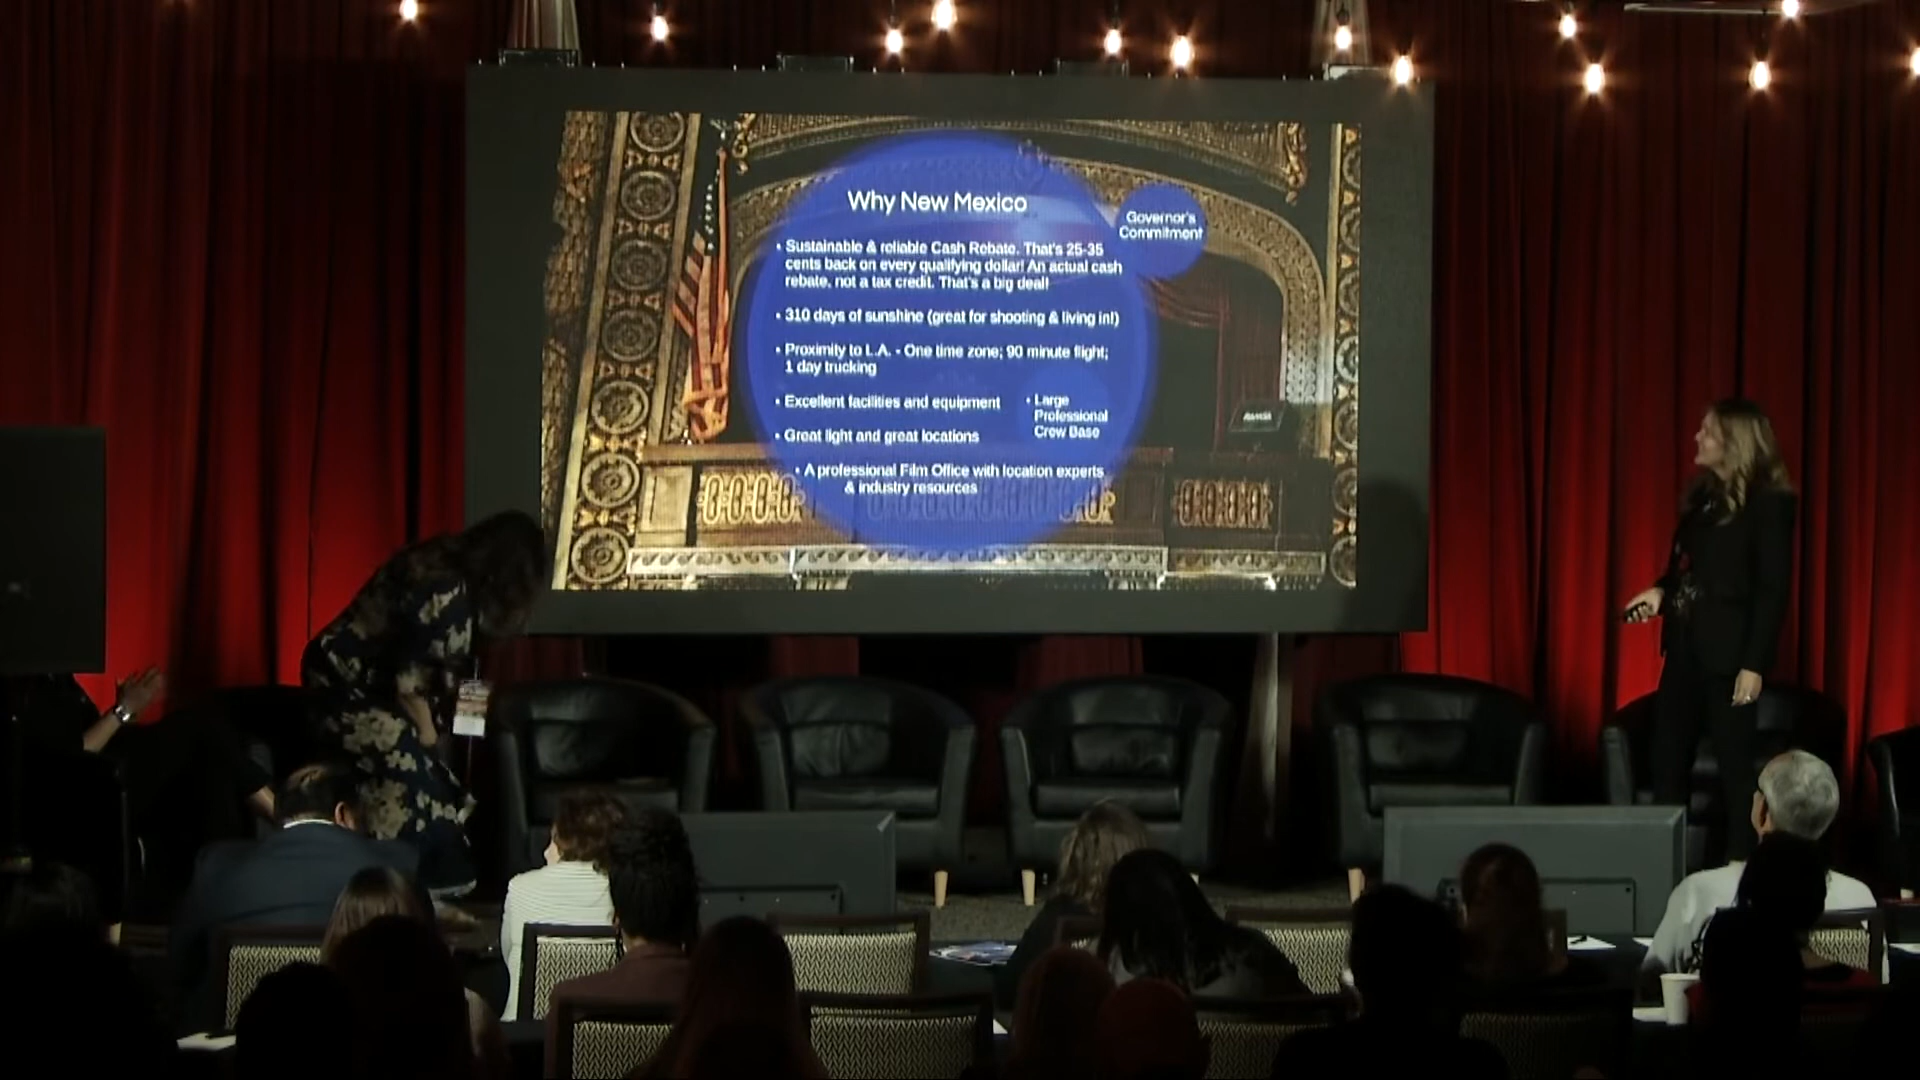 Why New Mexico
Governor's
Commitment
• Sustainable & reliable Cash Rebate. That's 25-35
cents back on every qualifying dollar! An actual cash
rebate, not a tax credit. That's a big deal!
• 310 days of sunshine (great for shooting & living in!)
• Proximity to L.A. - One time zone; 90 minute flight;
1 day trucking
• Excellent facilities and equipment
• Large
Professional
Crew Base
• Great light and great locations
• A professional Film Office with location experts
& industry resources